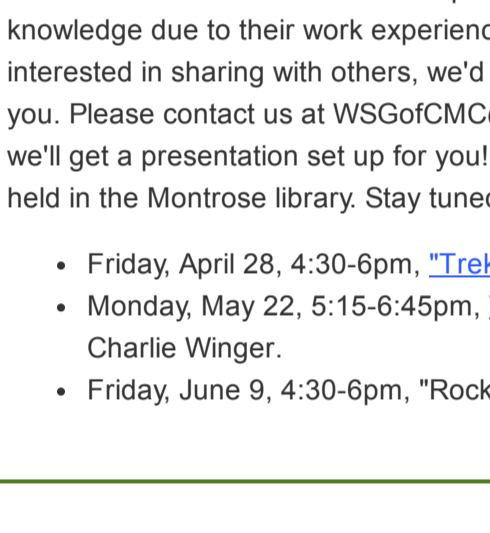 knowledge due to their work experienc
interested in sharing with others, we'd
you. Please contact us at WSGofCMC
we'll get a presentation set up for you!
held in the Montrose library. Stay tuned
• Friday, April 28, 4:30-6pm, "Trek
• Monday, May 22, 5:15-6:45pm,
Charlie Winger.
• Friday, June 9, 4:30-6pm, "Rock